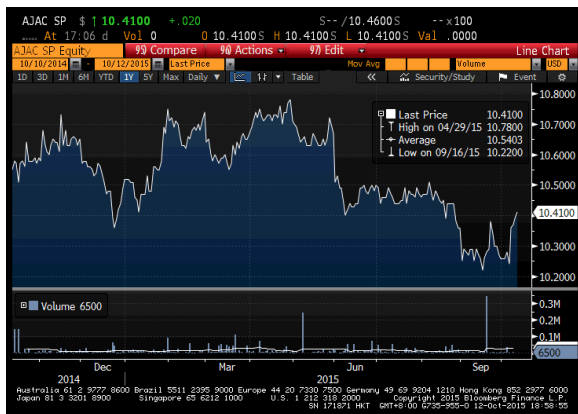 AJAC SP $ ↑ 10.4100 +.020 S-- / 10.4600 S -- x 100
At 17:06 d Vol 0 O 10.4100 S H 10.4100 S L 10.4100 S Val .0000
AJAC SP Equity 95) Compare 96) Actions 97) Edit Line Chart
10/10/2014 - 10/12/2015 Last Price Mov Avg Volume USD
1D 3D 1M 6M YTD 1Y 5Y Max Daily Table « Security/Study Event
Last Price 10.4100
High on 04/29/15 10.7800
Average 10.5403
Low on 09/16/15 10.2200
10.8000
10.7000
10.6000
10.5000
10.4100
10.3000
10.2000
Volume 6500
0.3M
0.2M
0.1M
6500
Dec Mar Jun Sep
2014 2015
Australia 61 2 9777 8600 Brazil 5511 2395 9000 Europe 44 20 7330 7500 Germany 49 69 9204 1210 Hong Kong 852 2977 6000
Japan 81 3 3201 8900 Singapore 65 6212 1000 U.S. 1 212 318 2000 Copyright 2015 Bloomberg Finance L.P.
SN 171871 HKT GMT+8:00 G735-955-0 12-Oct-2015 18:58:55